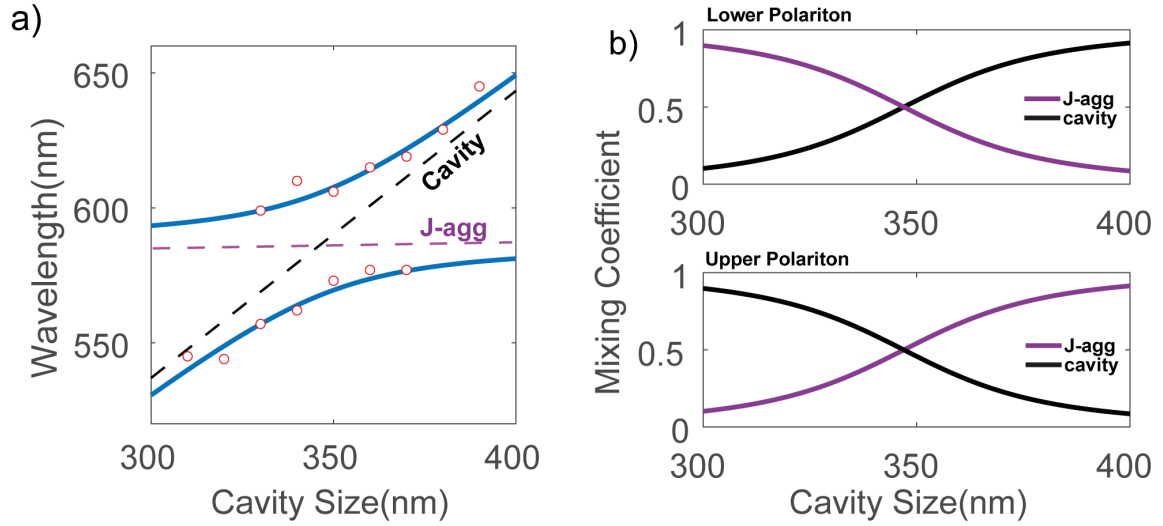 a)
Wavelength(nm)
650
600
550
Cavity
J-agg
300
350
400
Cavity Size(nm)
b)
Mixing Coefficient
Lower Polariton
1
0.5
0
J-agg
cavity
300
350
400
Upper Polariton
1
0.5
0
J-agg
cavity
300
350
400
Cavity Size(nm)